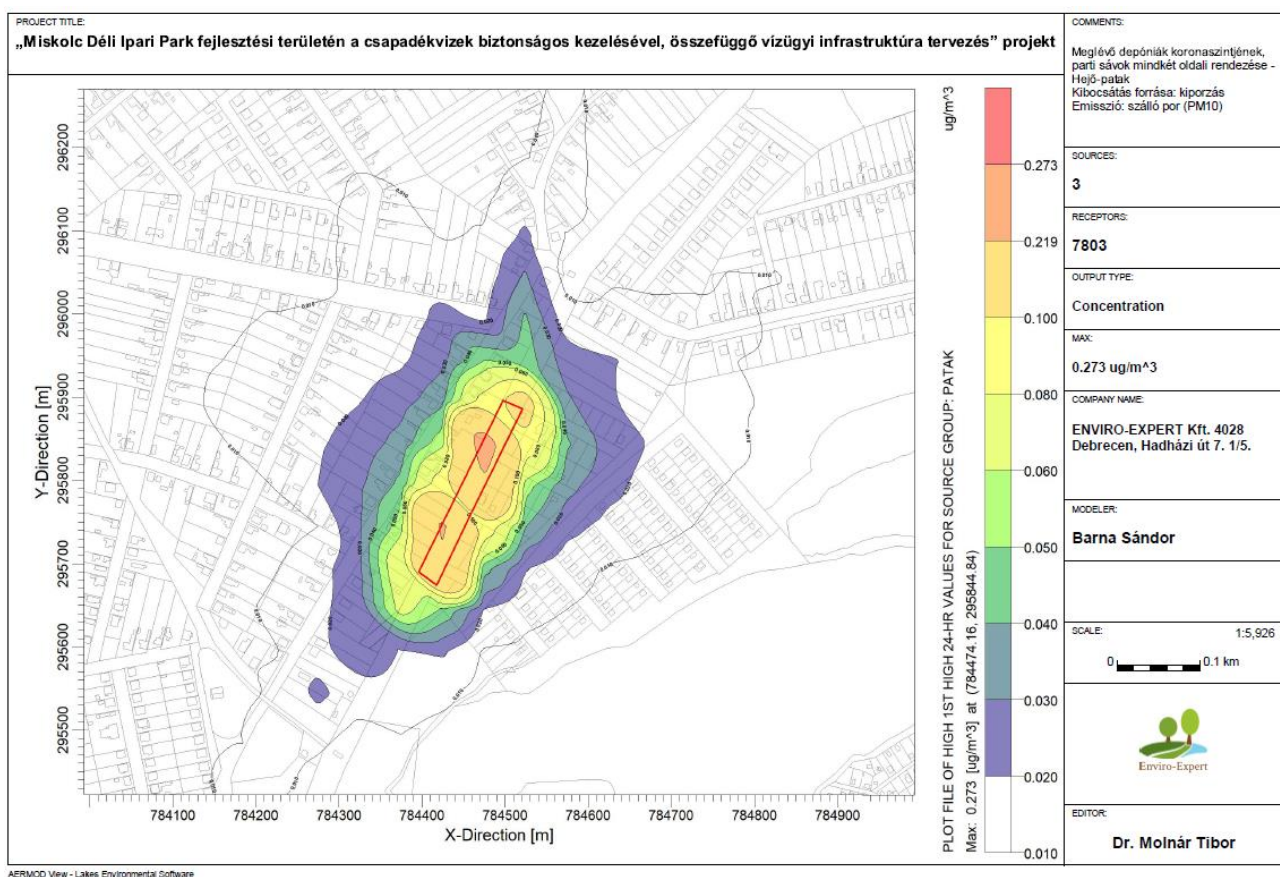 PROJECT TITLE:
„Miskolc Déli Ipari Park fejlesztési területén a csapadékvizek biztonságos kezelésével, összefüggő vízügyi infrastruktúra tervezés” projekt
COMMENTS:
Meglévő depóniák koronaszintjének,
parti sávok mindkét oldali rendezése -
Hejő-patak
Kibocsátás forrása: kiporzás
Emisszió: szálló por (PM10)
SOURCES:
3
RECEPTORS:
7803
OUTPUT TYPE:
Concentration
MAX:
0.273 ug/m^3
COMPANY NAME:
ENVIRO-EXPERT Kft. 4028
Debrecen, Hadházi út 7. 1/5.
MODELER:
Barna Sándor
SCALE:
1:5,926
0
0.1 km
Enviro-Expert
EDITOR:
Dr. Molnár Tibor
Y-Direction [m]
296200
296100
296000
295900
295800
295700
295600
295500
784100
784200
784300
784400
784500
784600
784700
784800
784900
X-Direction [m]
PLOT FILE OF HIGH 1ST HIGH 24-HR VALUES FOR SOURCE GROUP: PATAK
Max: 0.273 [ug/m^3] at (784474.16, 295844.84)
ug/m^3
0.273
0.219
0.100
0.080
0.060
0.050
0.040
0.030
0.020
0.010
AERMOD View - Lakes Environmental Software